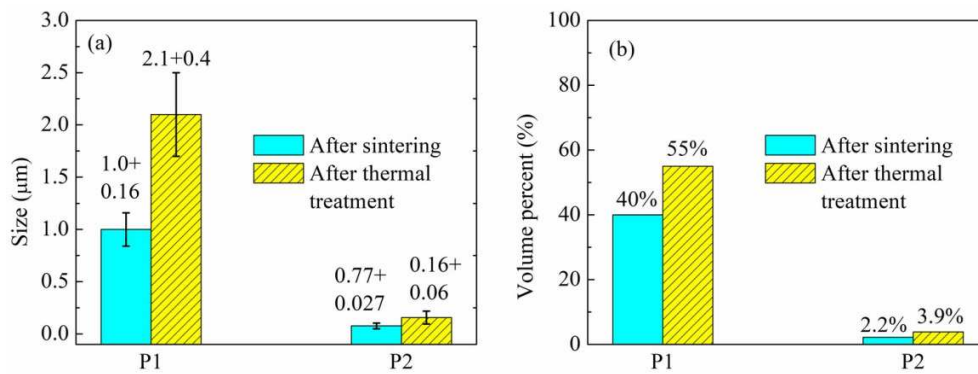 (a)
3.0
2.5
2.0
1.5
1.0
0.5
0.0
Size (μm)
2.1+0.4
1.0+
0.16
0.77+
0.027
0.16+
0.06
After sintering
After thermal
treatment
P1
P2
(b)
100
80
60
40
20
0
Volume percent (%)
40%
55%
2.2%
3.9%
After sintering
After thermal
treatment
P1
P2